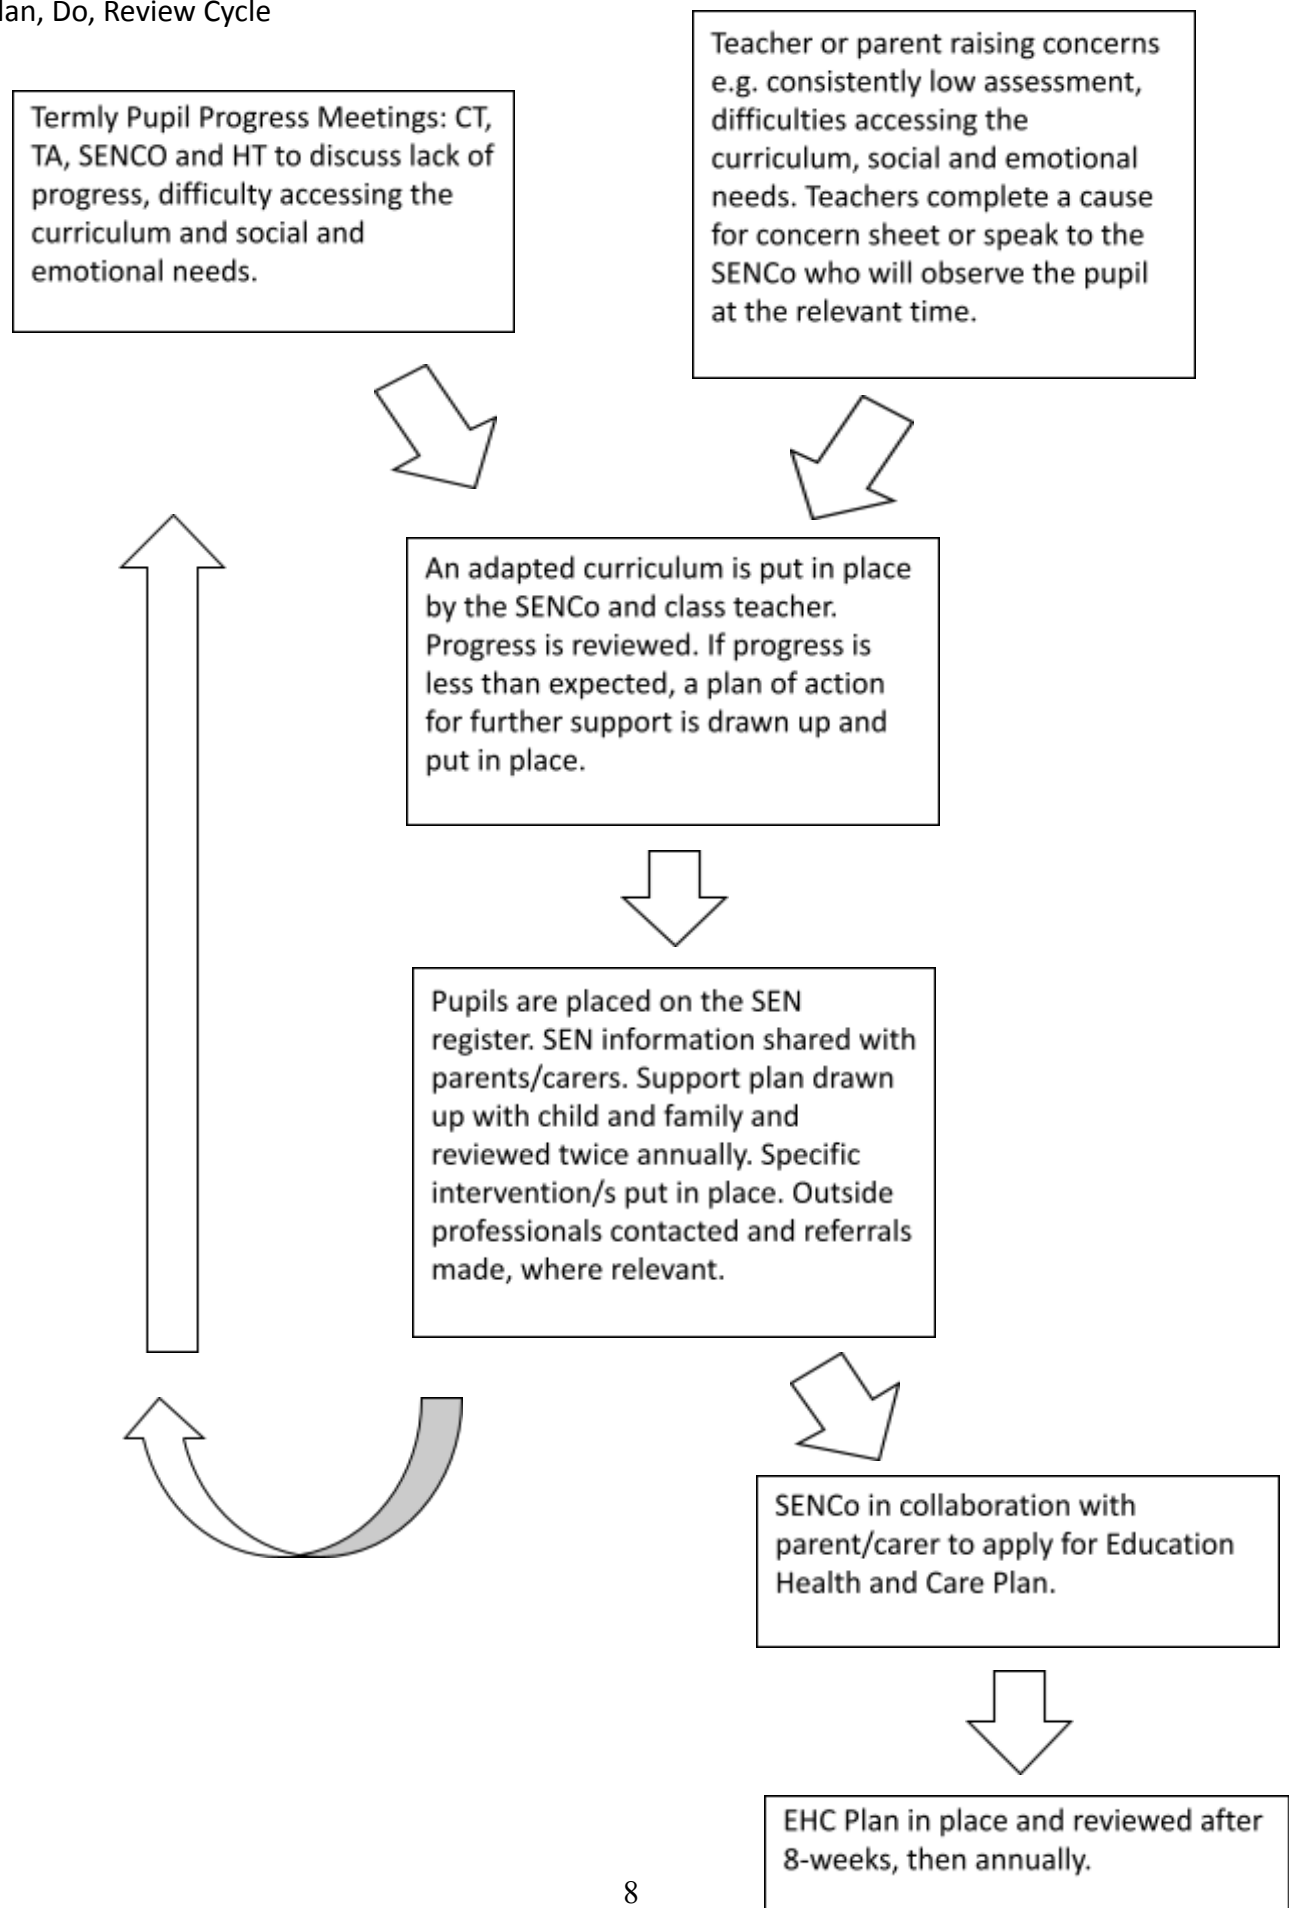 lan, Do, Review Cycle
Termly Pupil Progress Meetings: CT,
TA, SENCO and HT to discuss lack of
progress, difficulty accessing the
curriculum and social and
emotional needs.
Teacher or parent raising concerns
e.g. consistently low assessment,
difficulties accessing the
curriculum, social and emotional
needs. Teachers complete a cause
for concern sheet or speak to the
SENCo who will observe the pupil
at the relevant time.
An adapted curriculum is put in place
by the SENCo and class teacher.
Progress is reviewed. If progress is
less than expected, a plan of action
for further support is drawn up and
put in place.
Pupils are placed on the SEN
register. SEN information shared with
parents/carers. Support plan drawn
up with child and family and
reviewed twice annually. Specific
intervention/s put in place. Outside
professionals contacted and referrals
made, where relevant.
SENCo in collaboration with
parent/carer to apply for Education
Health and Care Plan.
EHC Plan in place and reviewed after
8-weeks, then annually.
8